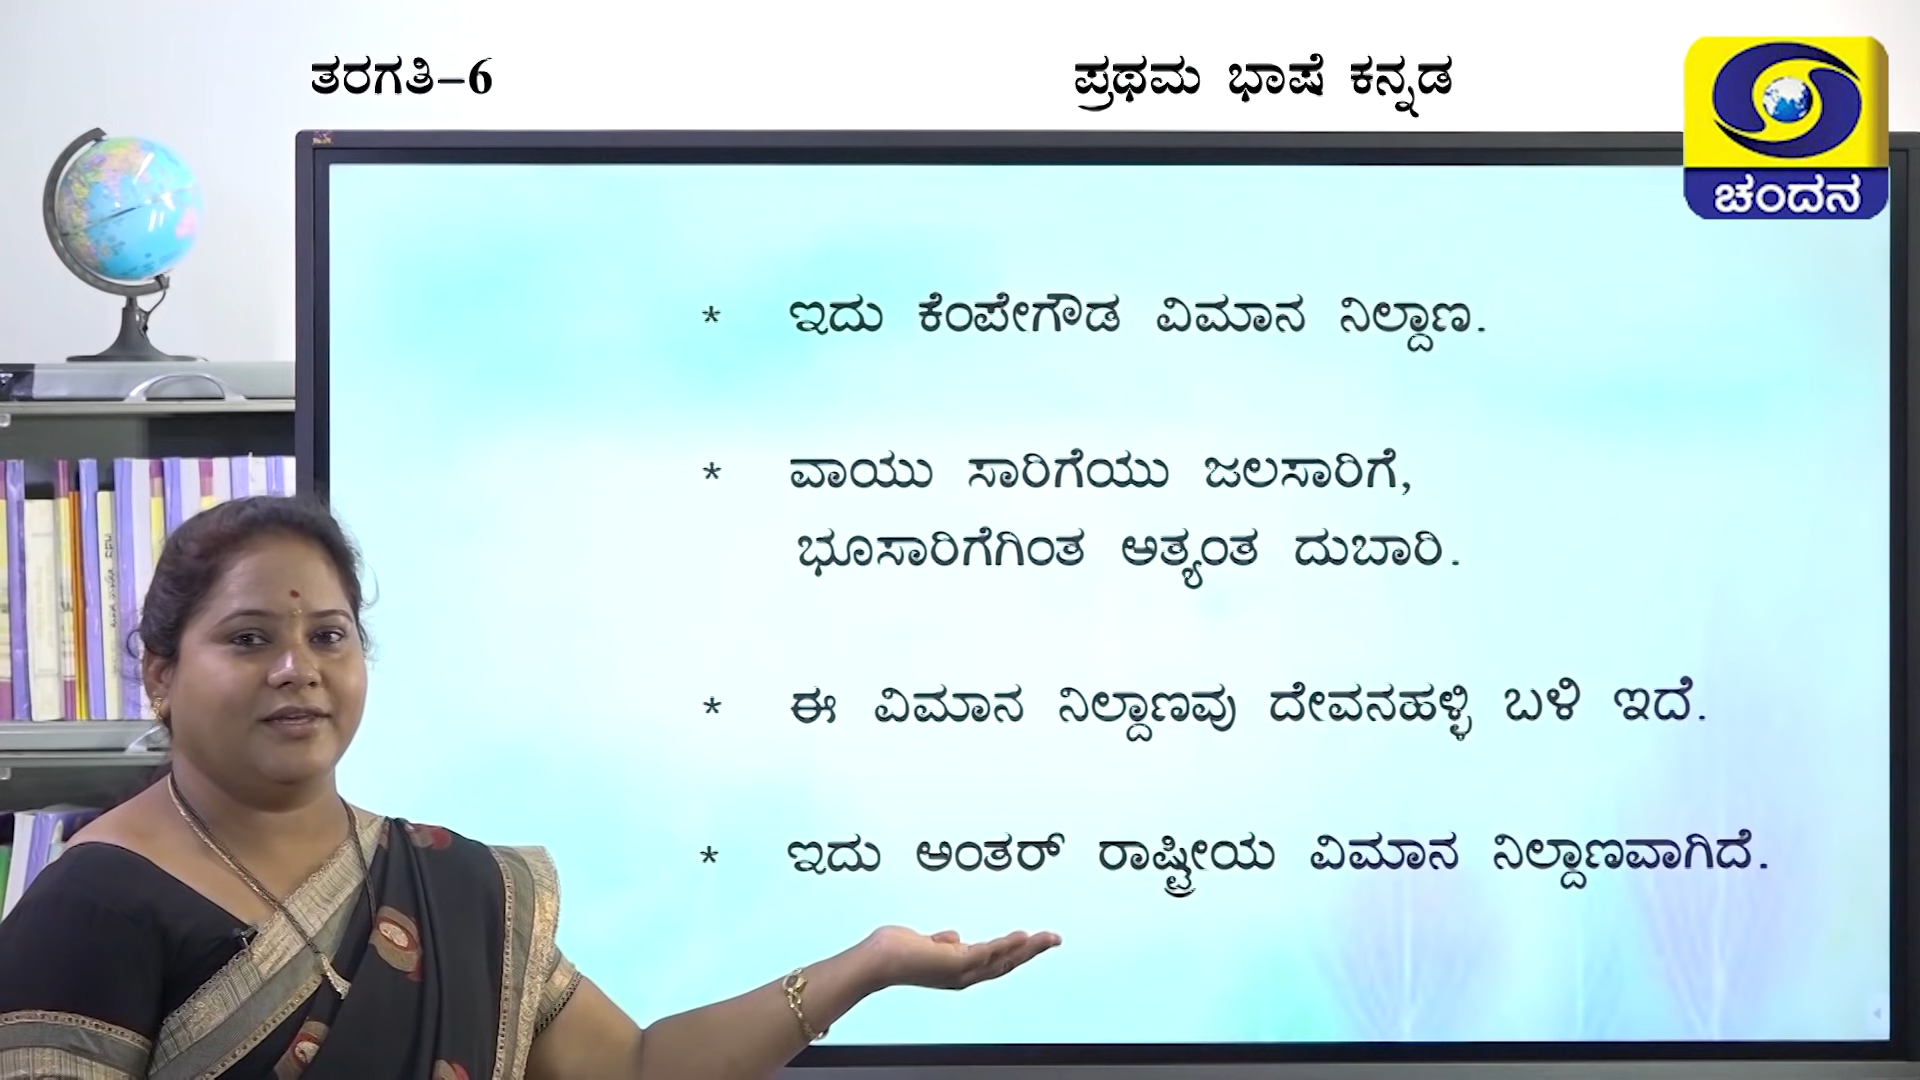 ತರಗತಿ-6
ಪ್ರಥಮ ಭಾಷೆ ಕನ್ನಡ
ಚಂದನ
* ಇದು ಕೆಂಪೇಗೌಡ ವಿಮಾನ ನಿಲ್ದಾಣ.
* ವಾಯು ಸಾರಿಗೆಯು ಜಲಸಾರಿಗೆ,
ಭೂಸಾರಿಗೆಗಿಂತ ಅತ್ಯಂತ ದುಬಾರಿ.
* ಈ ವಿಮಾನ ನಿಲ್ದಾಣವು ದೇವನಹಳ್ಳಿ ಬಳಿ ಇದೆ.
* ಇದು ಅಂತರ್ ರಾಷ್ಟ್ರೀಯ ವಿಮಾನ ನಿಲ್ದಾಣವಾಗಿದೆ.